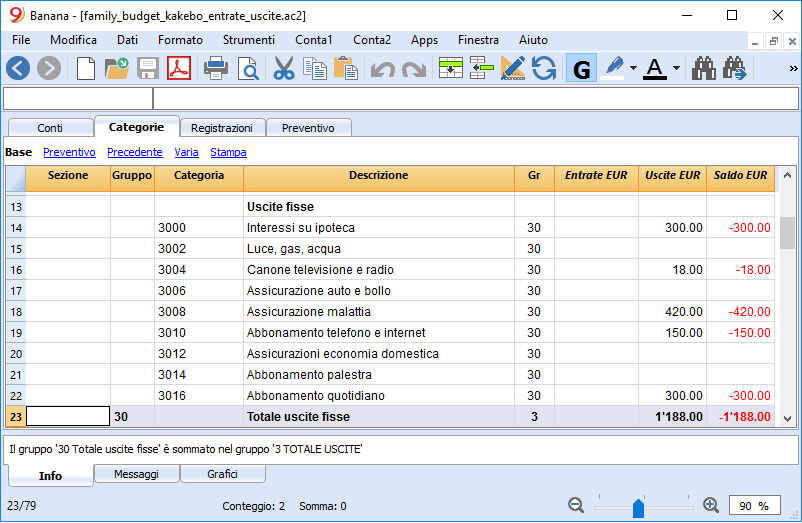 Banana - [family_budget_kakebo_entrate_uscite.ac2]
File Modifica Dati Formato Strumenti Conta1 Conta2 Apps Finestra Aiuto
G A »
Conti Categorie Registrazioni Preventivo
Base Preventivo Precedente Varia Stampa
Sezione Gruppo Categoria Descrizione Gr Entrate EUR Uscite EUR Saldo EUR
13 Uscite fisse
14 3000 Interessi su ipoteca 30 300.00 -300.00
15 3002 Luce, gas, acqua 30
16 3004 Canone televisione e radio 30 18.00 -18.00
17 3006 Assicurazione auto e bollo 30
18 3008 Assicurazione malattia 30 420.00 -420.00
19 3010 Abbonamento telefono e internet 30 150.00 -150.00
20 3012 Assicurazioni economia domestica 30
21 3014 Abbonamento palestra 30
22 3016 Abbonamento quotidiano 30 300.00 -300.00
23 30 Totale uscite fisse 3 1'188.00 -1'188.00
Il gruppo '30 Totale uscite fisse' è sommato nel gruppo '3 TOTALE USCITE'
Info Messaggi Grafici
23/79 Conteggio: 2 Somma: 0 90 %